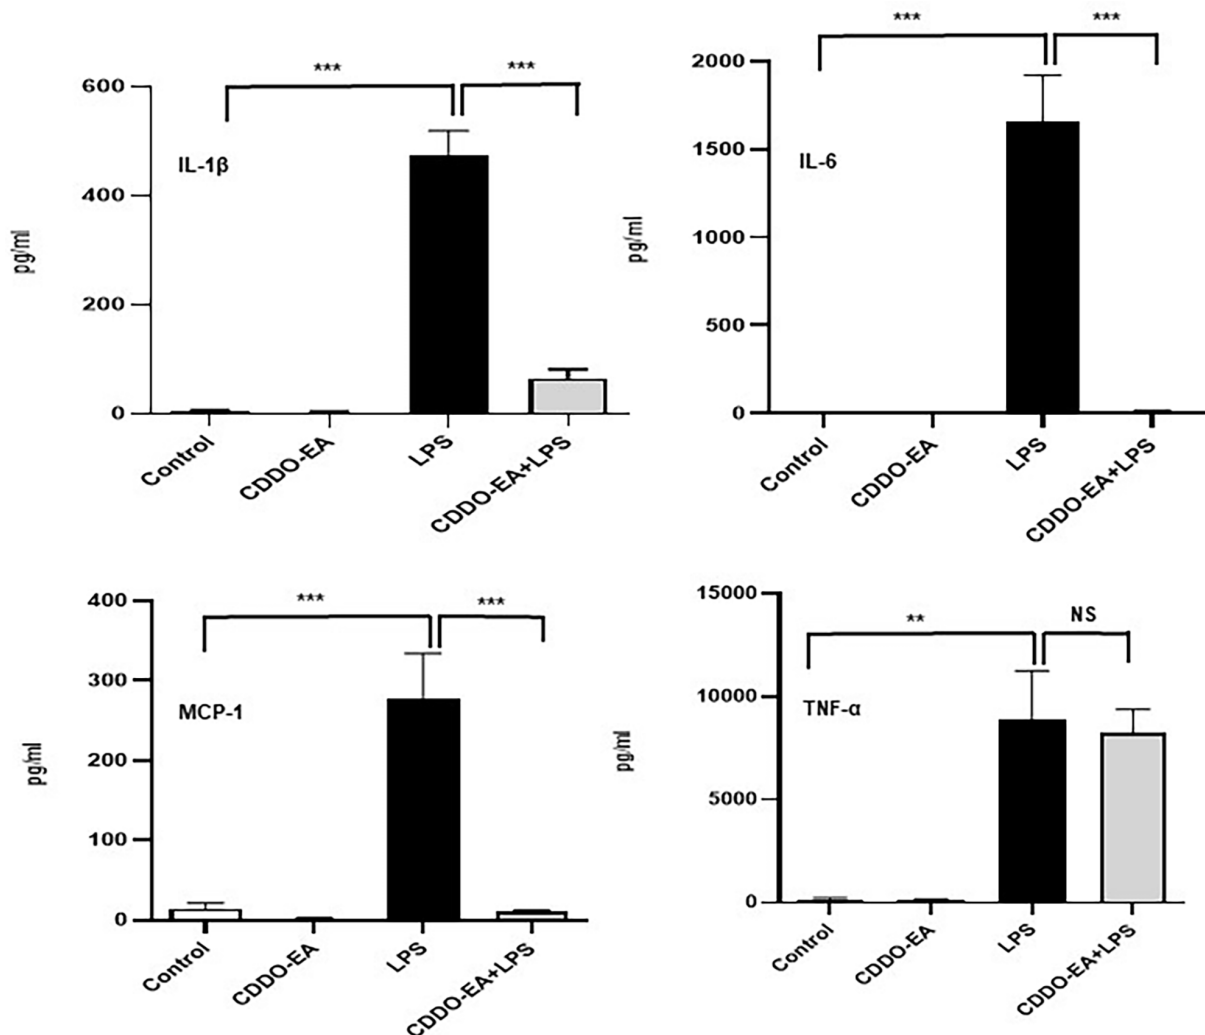 ***
***
600
IL-1β
400
pg/ml
200
0
Control
CDDO-EA
LPS
CDDO-EA+LPS
***
***
2000
1500
IL-6
1000
pg/ml
500
0
Control
CDDO-EA
LPS
CDDO-EA+LPS
***
***
400
300
MCP-1
200
pg/ml
100
0
Control
CDDO-EA
LPS
CDDO-EA+LPS
15000
**
NS
10000
TNF-α
pg/ml
5000
0
Control
CDDO-EA
LPS
CDDO-EA+LPS